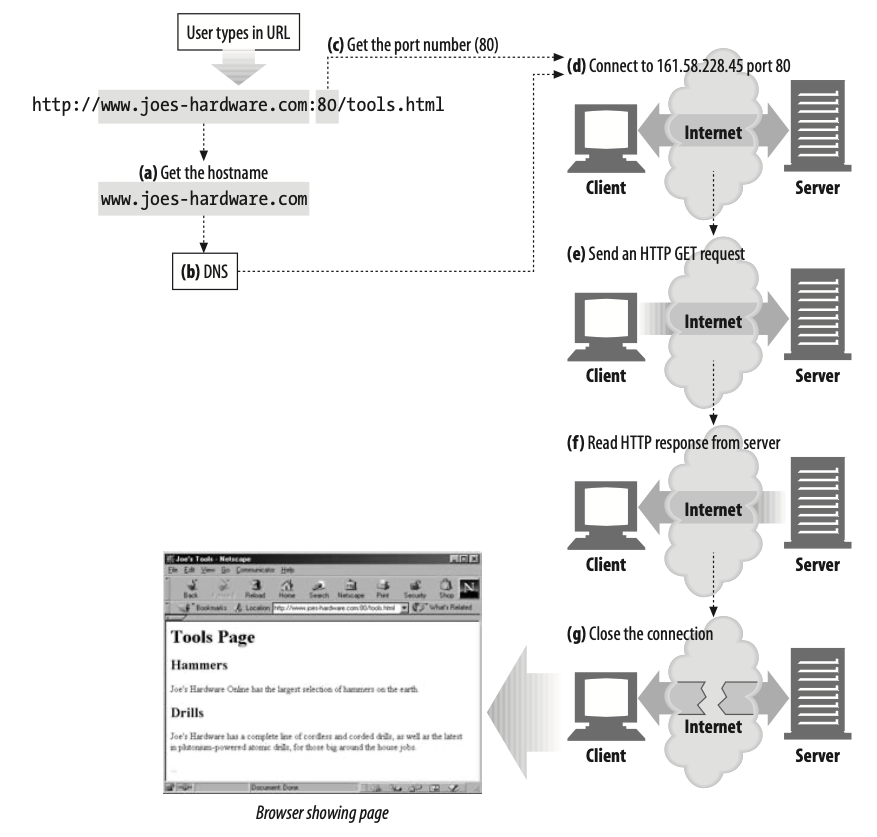 User types in URL
(c) Get the port number (80)
http://www.joes-hardware.com:80/tools.html
(a) Get the hostname
www.joes-hardware.com
(b) DNS
(d) Connect to 161.58.228.45 port 80
Internet
Client
Server
(e) Send an HTTP GET request
Internet
Client
Server
(f) Read HTTP response from server
Internet
Client
Server
(g) Close the connection
Internet
Client
Server
Joe's Tools - Netscape
File Edit View Go Communicator Help
Back Reload Home Search Netscape Print Security Shop
N
Bookmarks Location http://www.joes-hardware.com:80/tools.html What's Related
Tools Page
Hammers
Joe's Hardware Online has the largest selection of hammers on the earth.
Drills
Joe's Hardware has a complete line of cordless and corded drills, as well as the latest
in plutonium-powered atomic drills, for those big around the house jobs.
...
Document: Done
Browser showing page